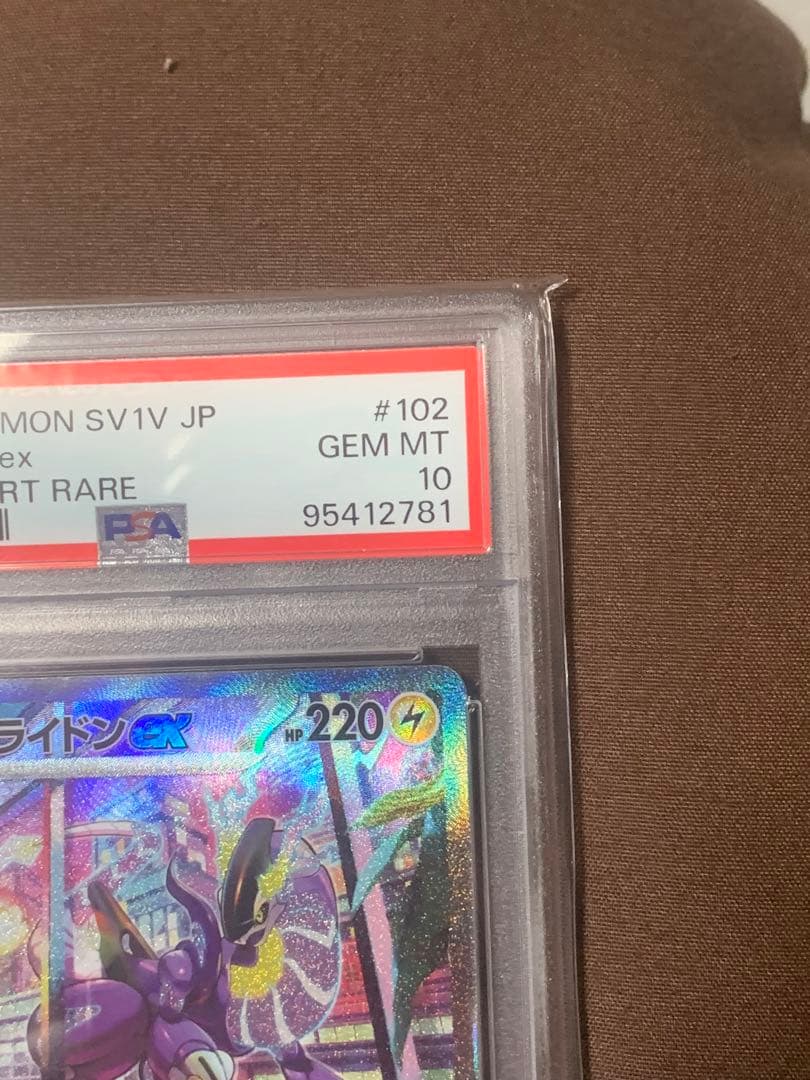 MON SV1V JP
#102
ex
GEM MT
RT RARE
10
PSA
95412781
ライドンex
HP220